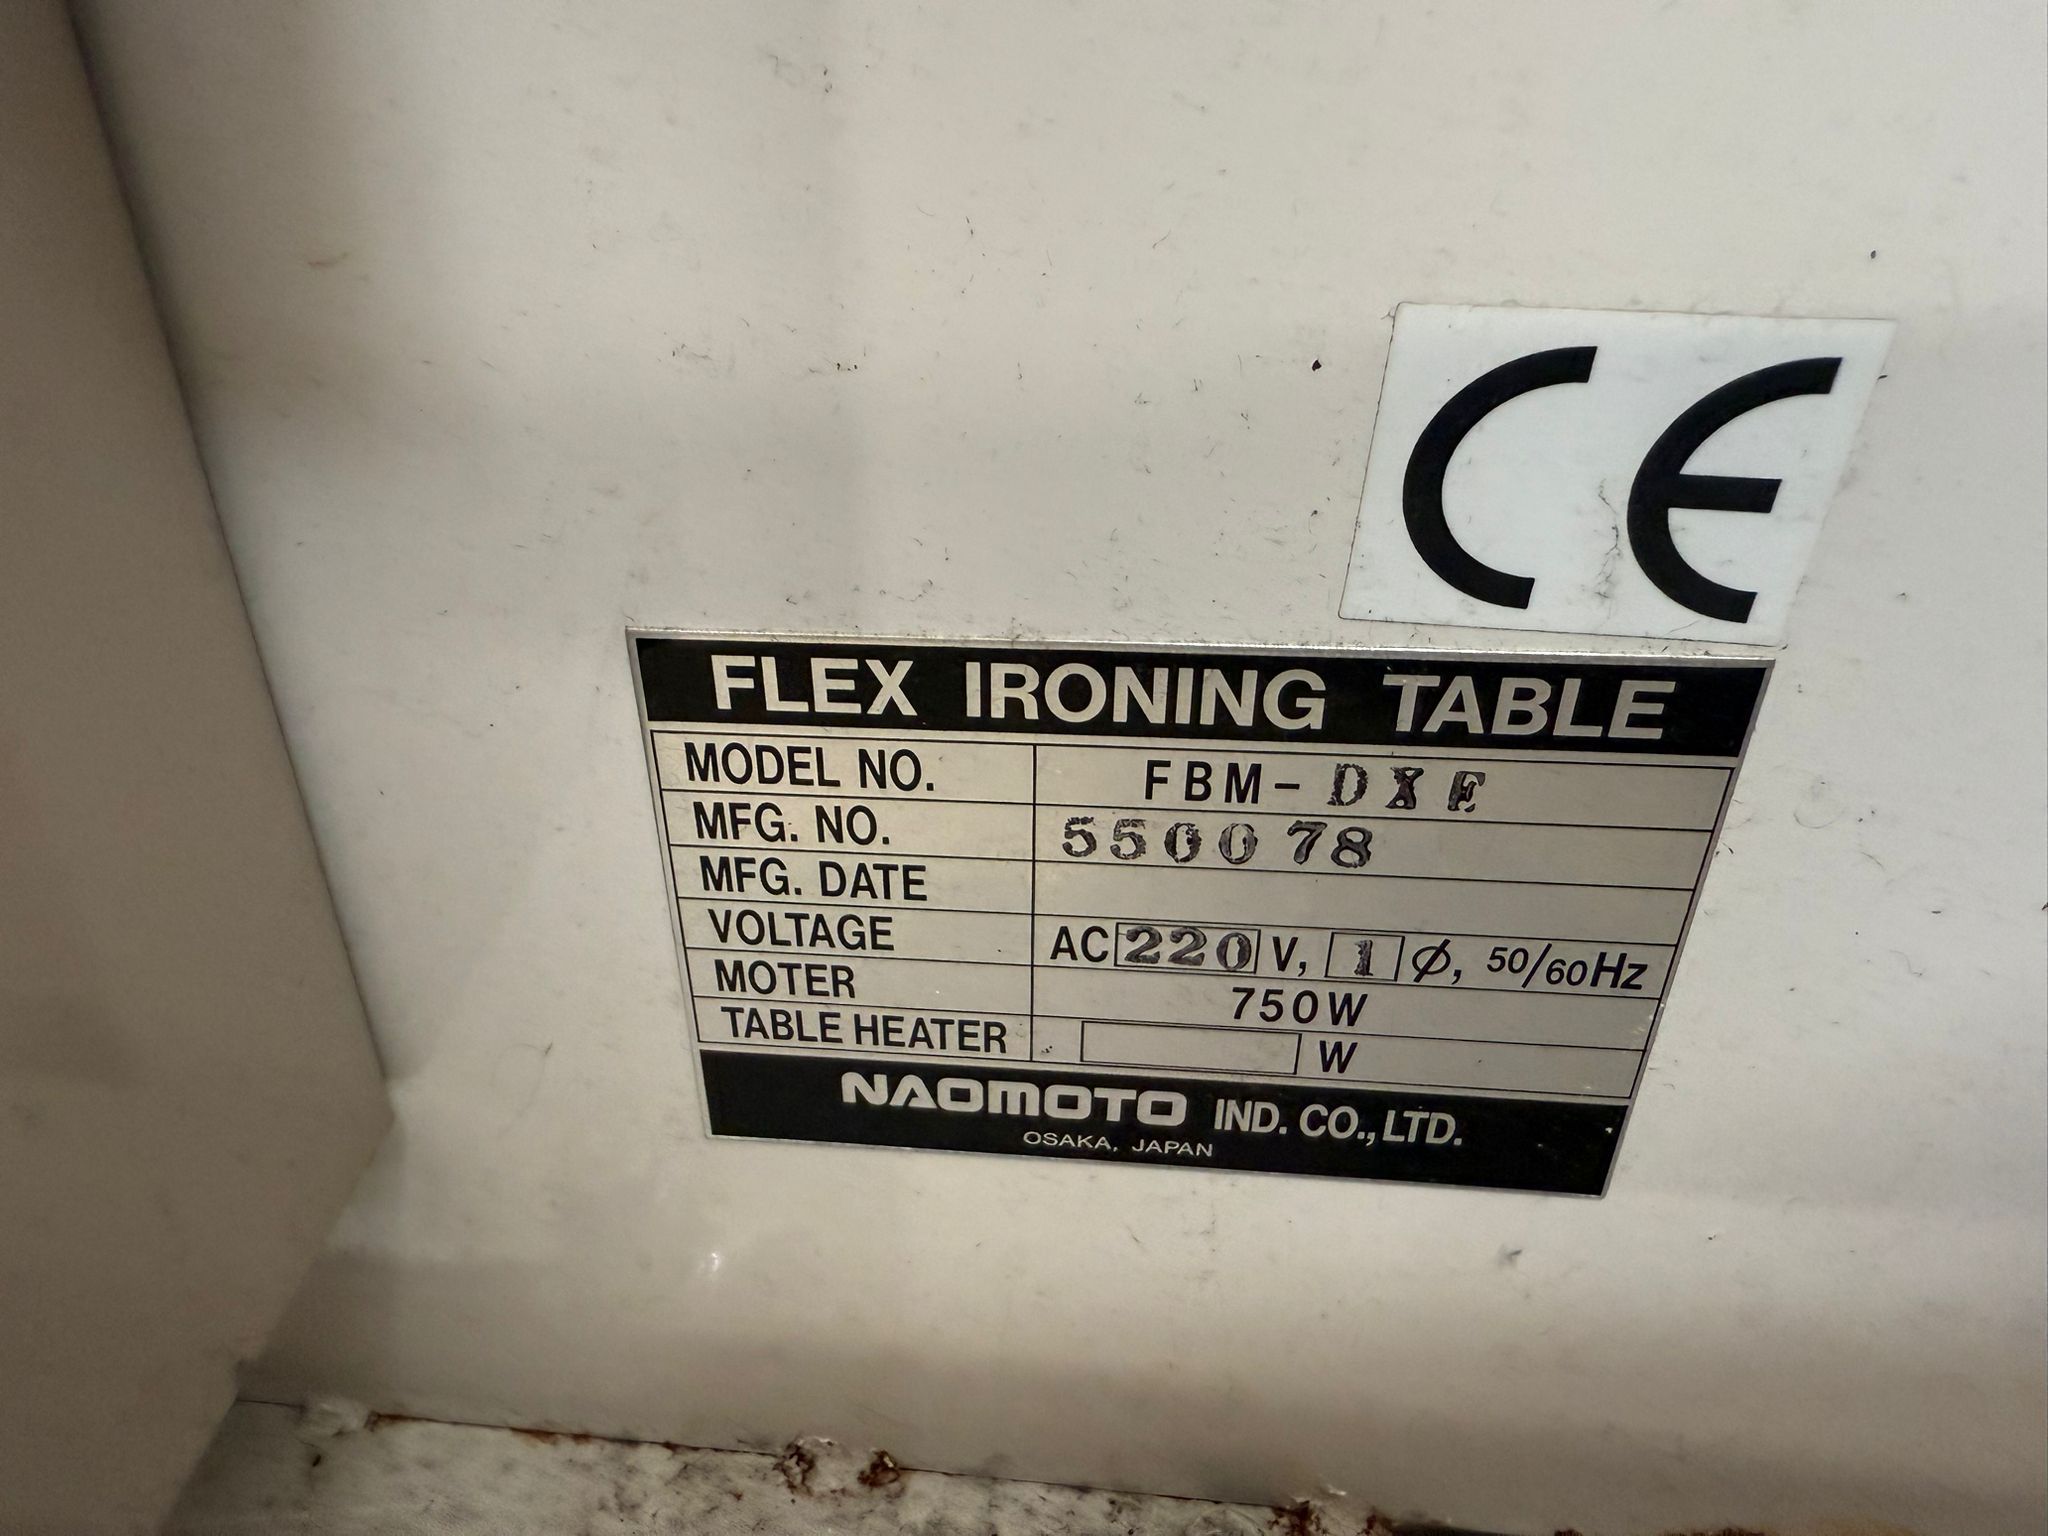 CE
FLEX IRONING TABLE
MODEL NO. FBM-DXE
MFG. NO. 550078
MFG. DATE
VOLTAGE AC 220 V, 1 Ø, 50/60Hz
MOTER 750W
TABLE HEATER W
NAOMOTO IND. CO., LTD.
OSAKA, JAPAN